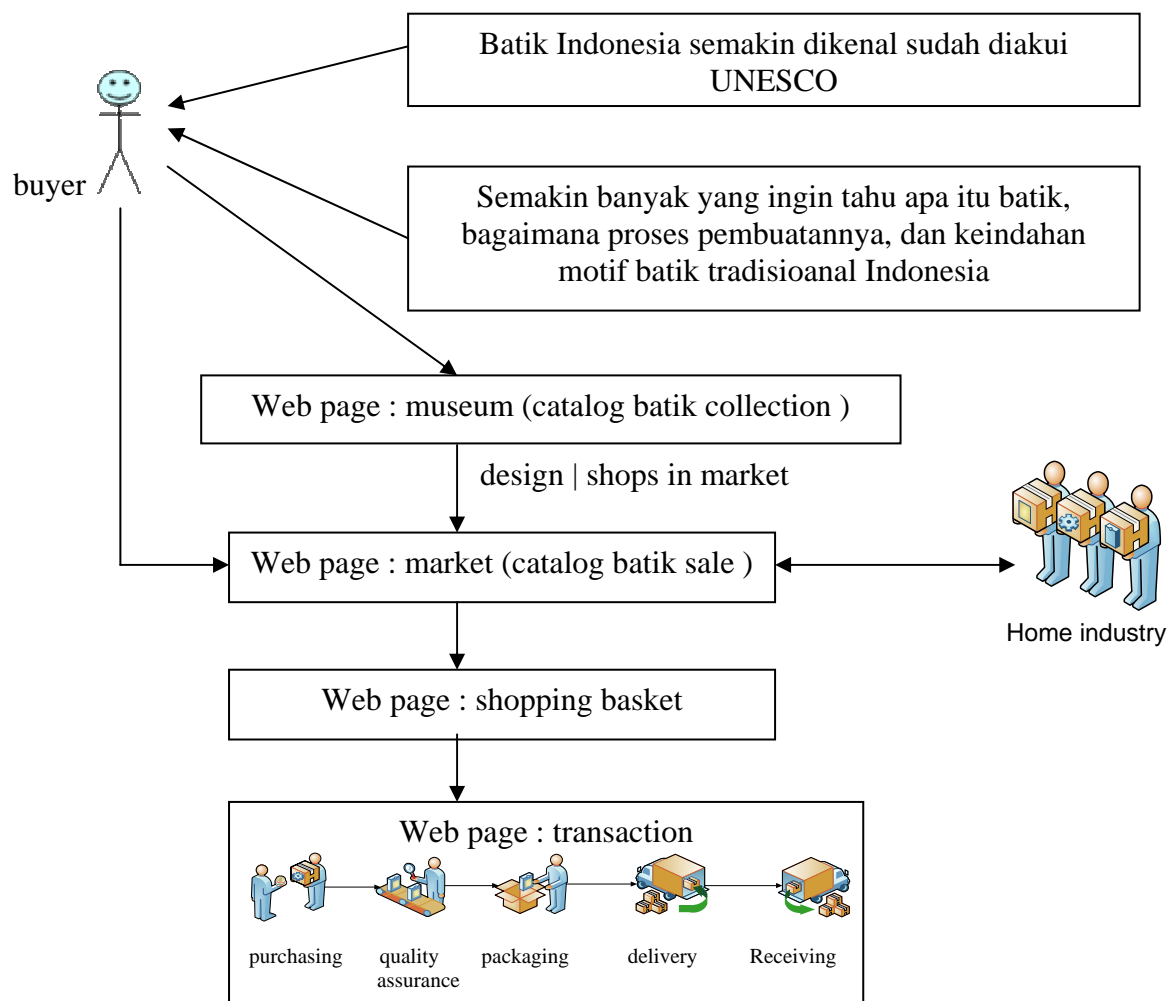 Batik Indonesia semakin dikenal sudah diakui
UNESCO
buyer
Semakin banyak yang ingin tahu apa itu batik,
bagaimana proses pembuatannya, dan keindahan
motif batik tradisioanal Indonesia
Web page : museum (catalog batik collection )
design | shops in market
Web page : market (catalog batik sale )
Home industry
Web page : shopping basket
Web page : transaction
purchasing
quality
assurance
packaging
delivery
Receiving